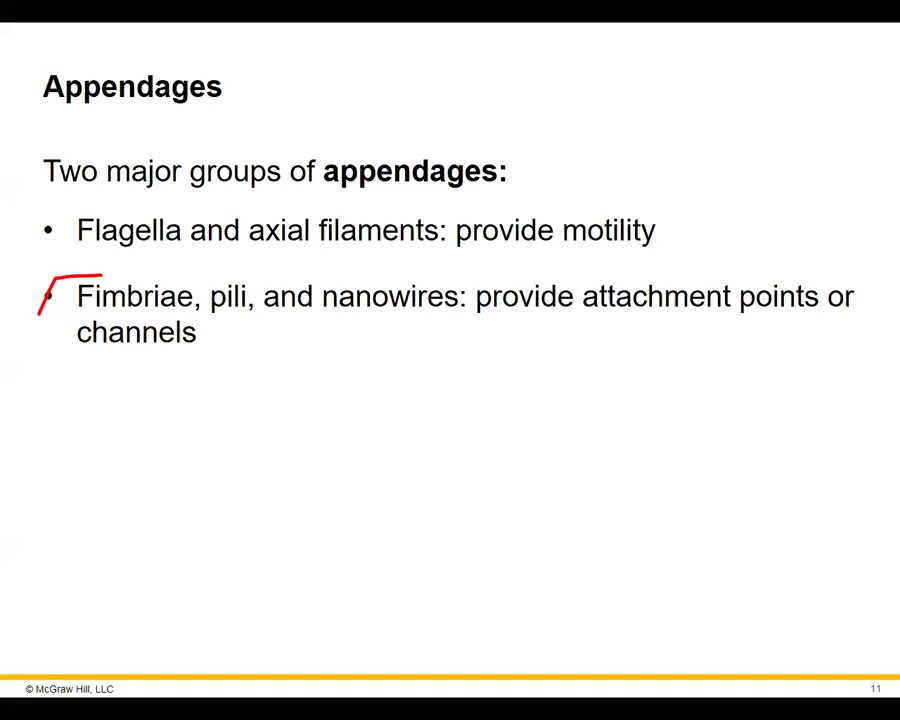 Appendages
Two major groups of appendages:
• Flagella and axial filaments: provide motility
• Fimbriae, pili, and nanowires: provide attachment points or
channels
© McGraw Hill, LLC
11